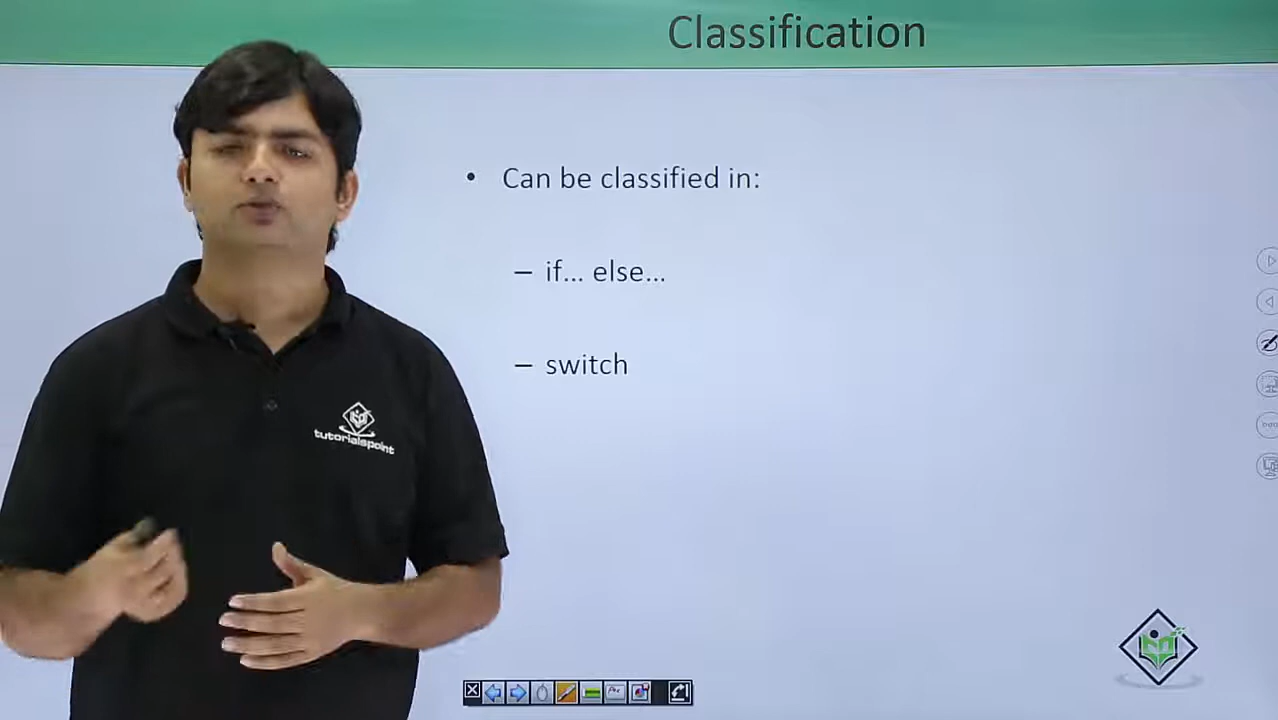 Classification
• Can be classified in:
– if... else...
– switch
tutorialspoint